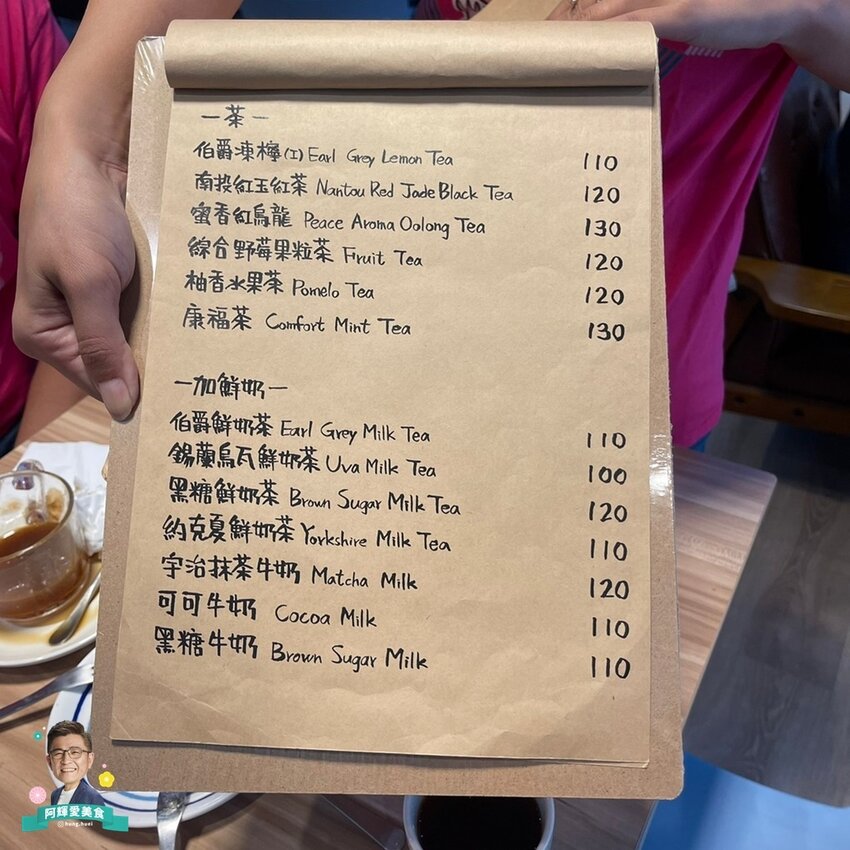 一茶一
伯爵凍檸(I) Earl Grey Lemon Tea 110
南投紅玉紅茶 Nantou Red Jade Black Tea 120
蜜香紅烏龍 Peace Aroma Oolong Tea 130
綜合野莓果粒茶 Fruit Tea 120
柚香水果茶 Pomelo Tea 120
康福茶 Comfort Mint Tea 130
一加鮮奶一
伯爵鮮奶茶 Earl Grey Milk Tea 110
錫蘭烏瓦鮮奶茶 Uva Milk Tea 100
黑糖鮮奶茶 Brown Sugar Milk Tea 120
約克夏鮮奶茶 Yorkshire Milk Tea 110
宇治抹茶牛奶 Matcha Milk 120
可可牛奶 Cocoa Milk 110
黑糖牛奶 Brown Sugar Milk 110
阿輝愛美食
hung.huei